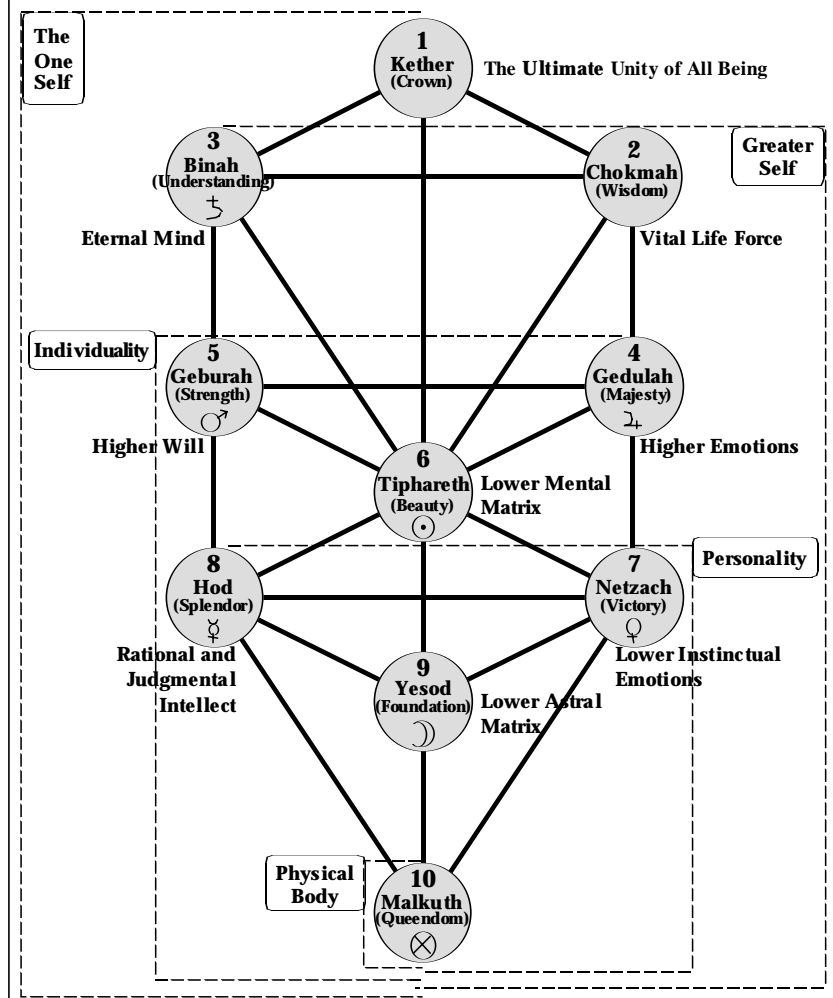 The
One
Self
1
Kether
(Crown)
The Ultimate Unity of All Being
3
Binah
(Understanding)
2
Chokmah
(Wisdom)
Greater
Self
Eternal Mind
Vital Life Force
Individuality
5
Geburah
(Strength)
4
Gedulah
(Majesty)
Higher Will
Higher Emotions
6
Tiphareth
(Beauty)
Lower Mental
Matrix
Personality
8
Hod
(Splendor)
7
Netzach
(Victory)
Rational and
Judgmental
Intellect
Lower Instinctual
Emotions
9
Yesod
(Foundation)
Lower Astral
Matrix
Physical
Body
10
Malkuth
(Queendom)